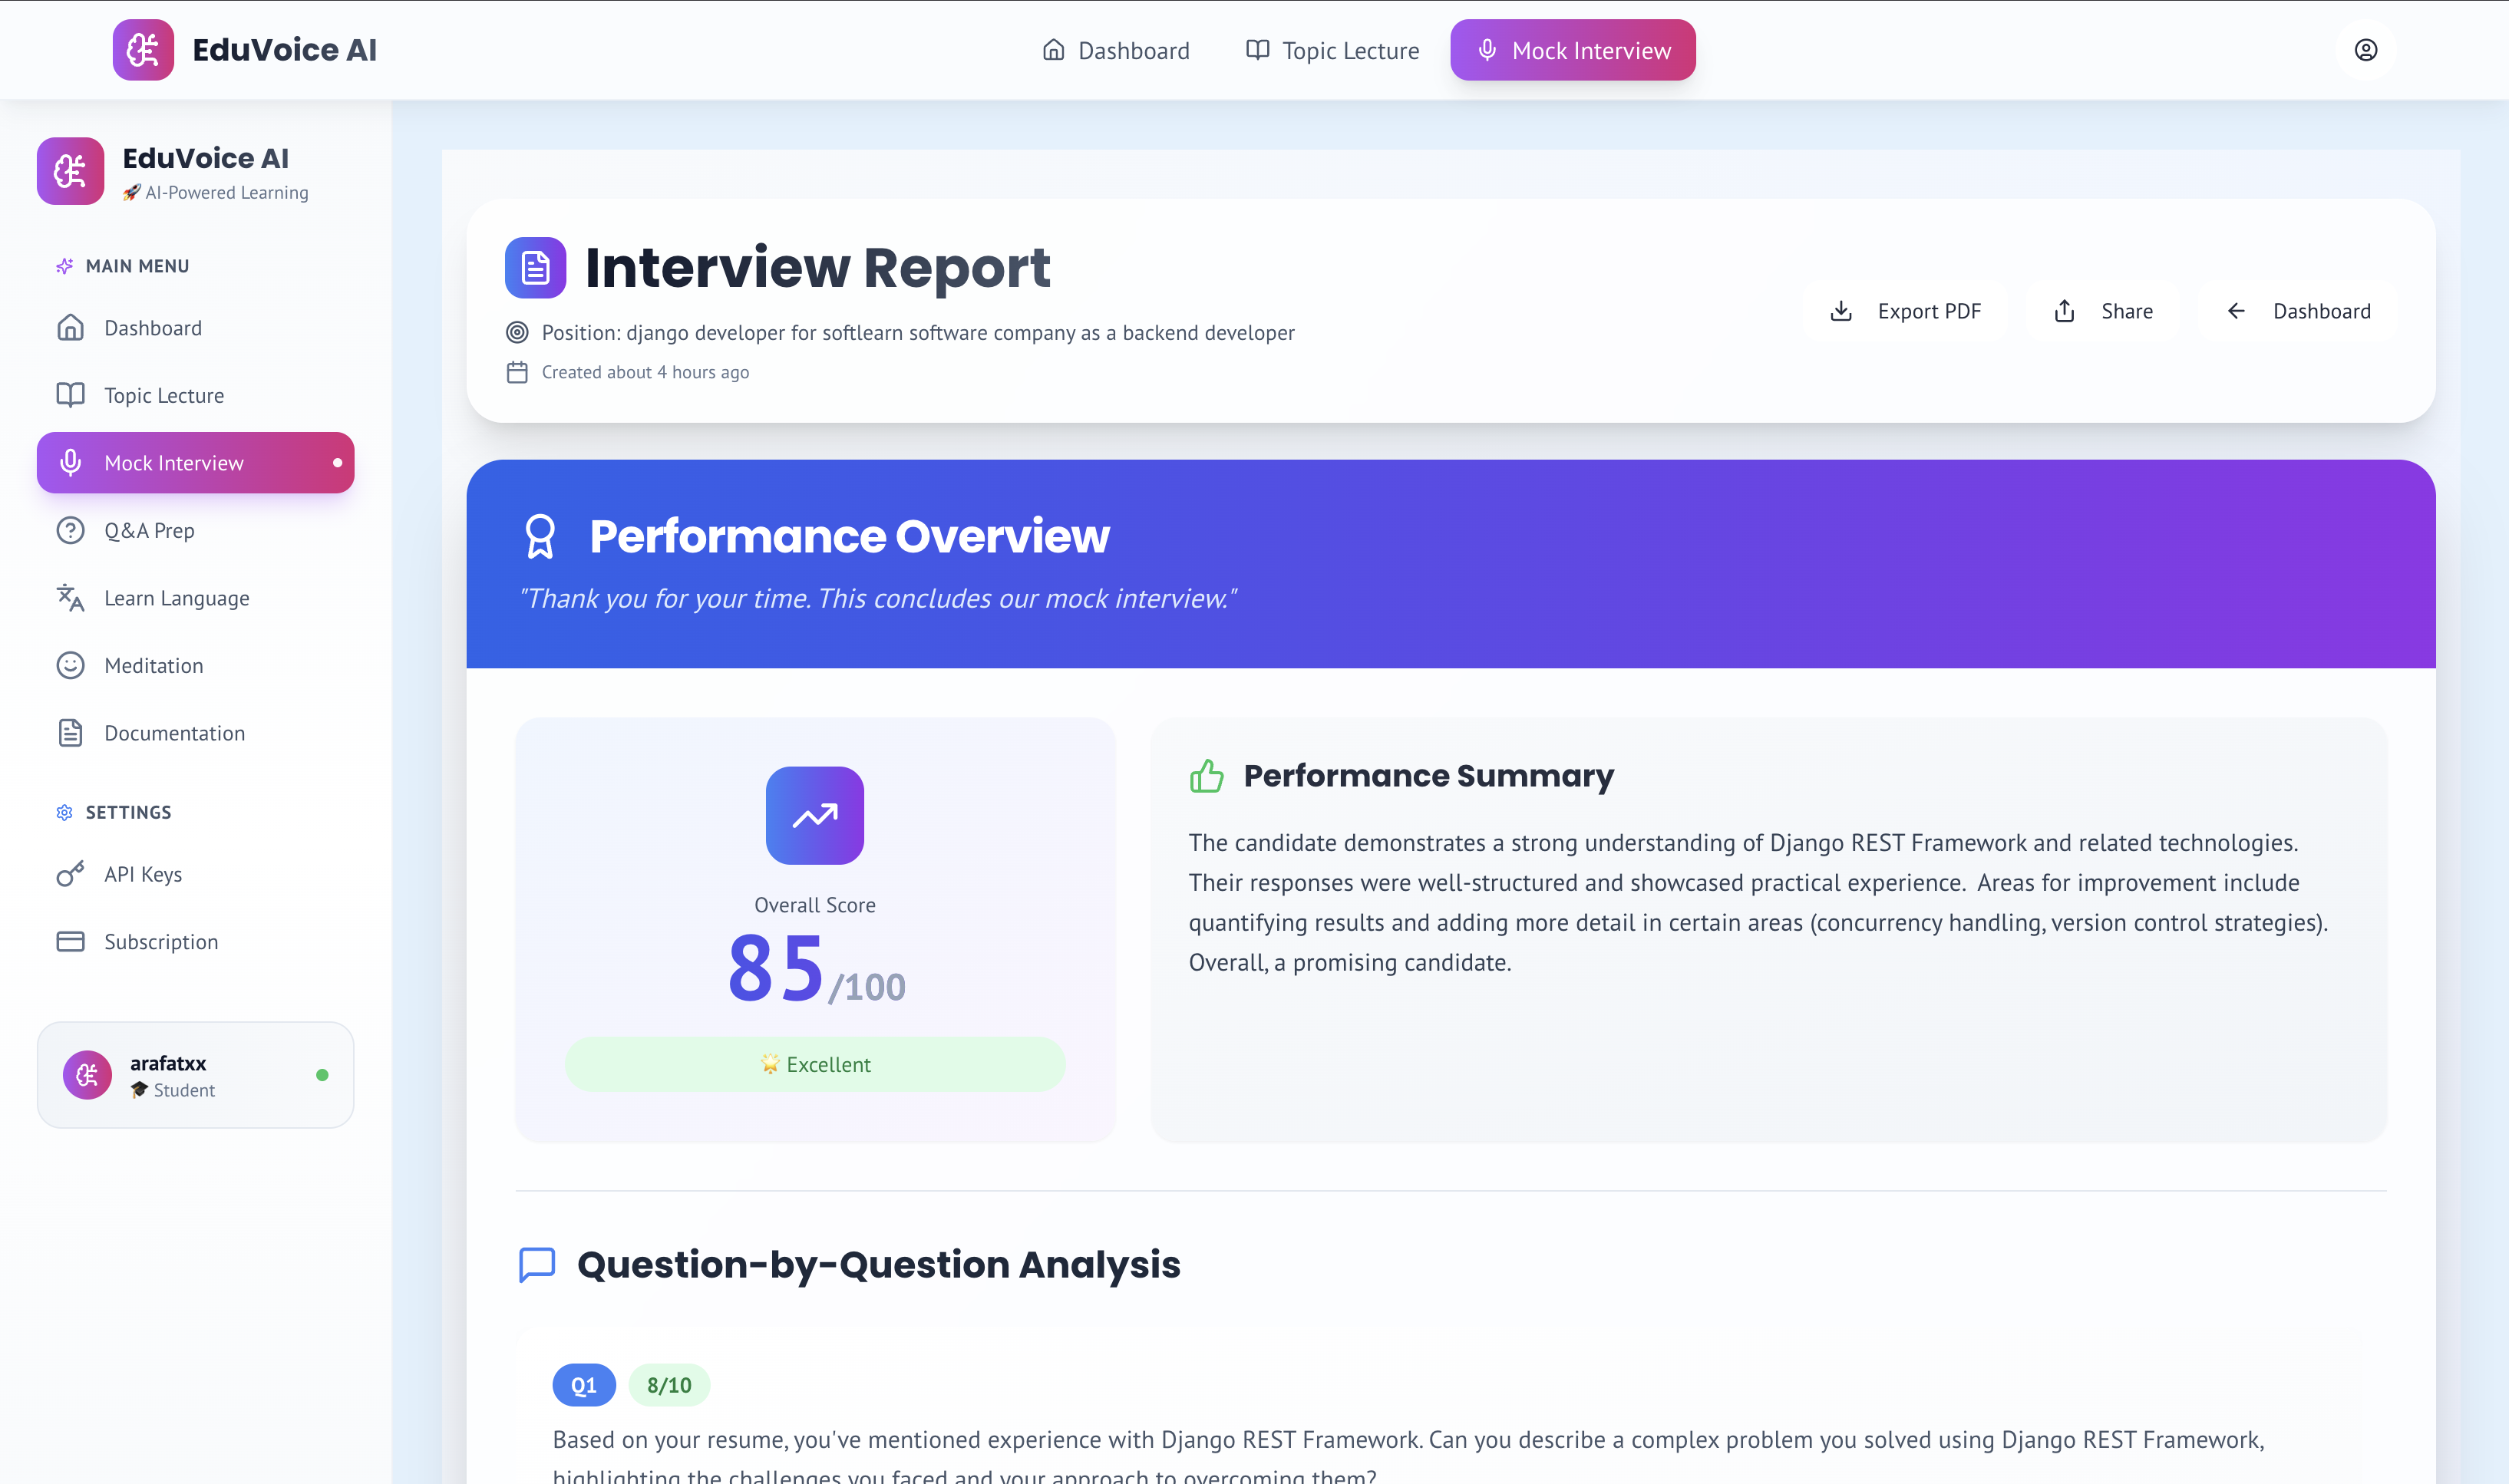 EduVoice AI
Dashboard
Topic Lecture
Mock Interview
EduVoice AI
🚀 AI-Powered Learning
MAIN MENU
Dashboard
Topic Lecture
Mock Interview
Q&A Prep
Learn Language
Meditation
Documentation
SETTINGS
API Keys
Subscription
arafatxx
🎓 Student
Interview Report
Position: django developer for softlearn software company as a backend developer
Created about 4 hours ago
Export PDF
Share
Dashboard
Performance Overview
"Thank you for your time. This concludes our mock interview."
Overall Score
85/100
🌟 Excellent
Performance Summary
The candidate demonstrates a strong understanding of Django REST Framework and related technologies.
Their responses were well-structured and showcased practical experience.  Areas for improvement include
quantifying results and adding more detail in certain areas (concurrency handling, version control strategies).
Overall, a promising candidate.
Question-by-Question Analysis
Q1
8/10
Based on your resume, you've mentioned experience with Django REST Framework. Can you describe a complex problem you solved using Django REST Framework,
highlighting the challenges you faced and your approach to overcoming them?